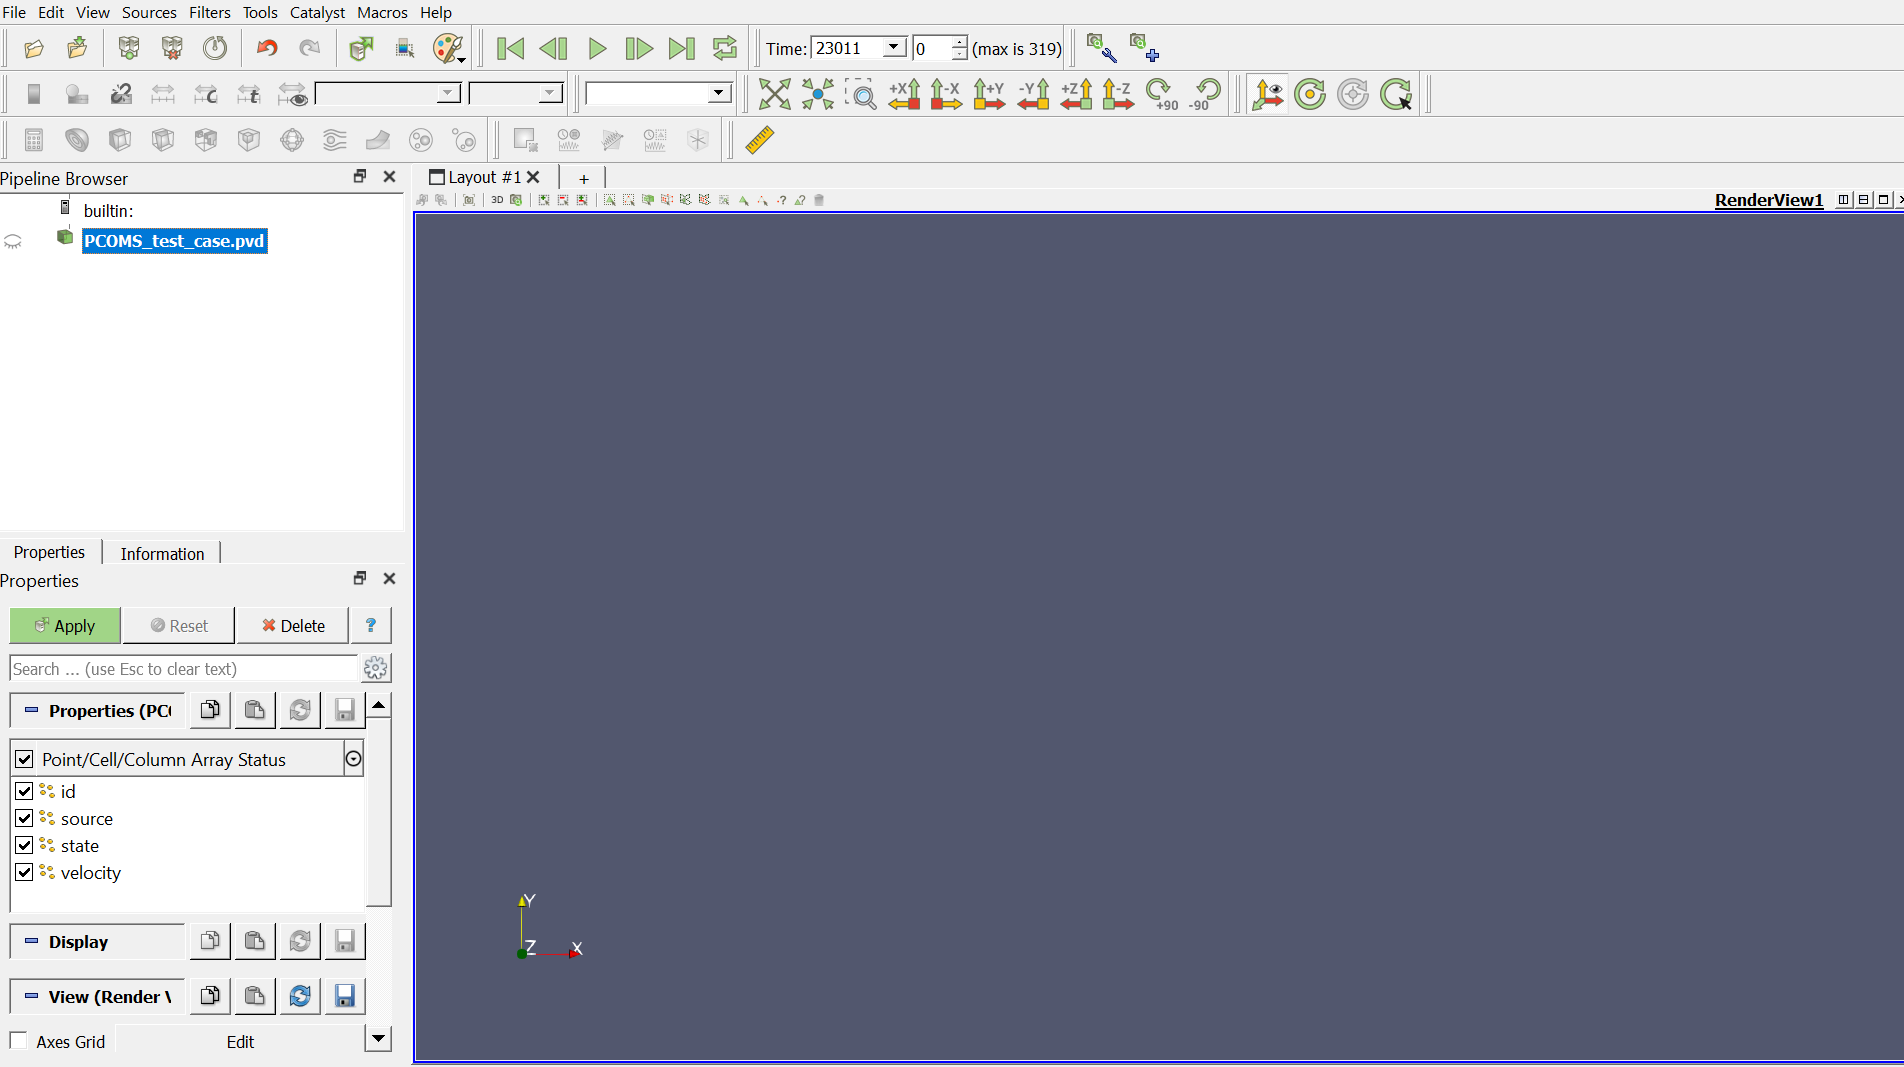 File Edit View Sources Filters Tools Catalyst Macros Help
Time: 23011 0 (max is 319)
+X -X +Y -Y +Z -Z +90 -90
Pipeline Browser
builtin:
PCOMS_test_case.pvd
Layout #1 +
3D
RenderView1
Properties Information
Properties
Apply Reset Delete ?
Search ... (use Esc to clear text)
Properties (PC
Point/Cell/Column Array Status
id
source
state
velocity
Display
View (Render
Axes Grid Edit
Y
Z X